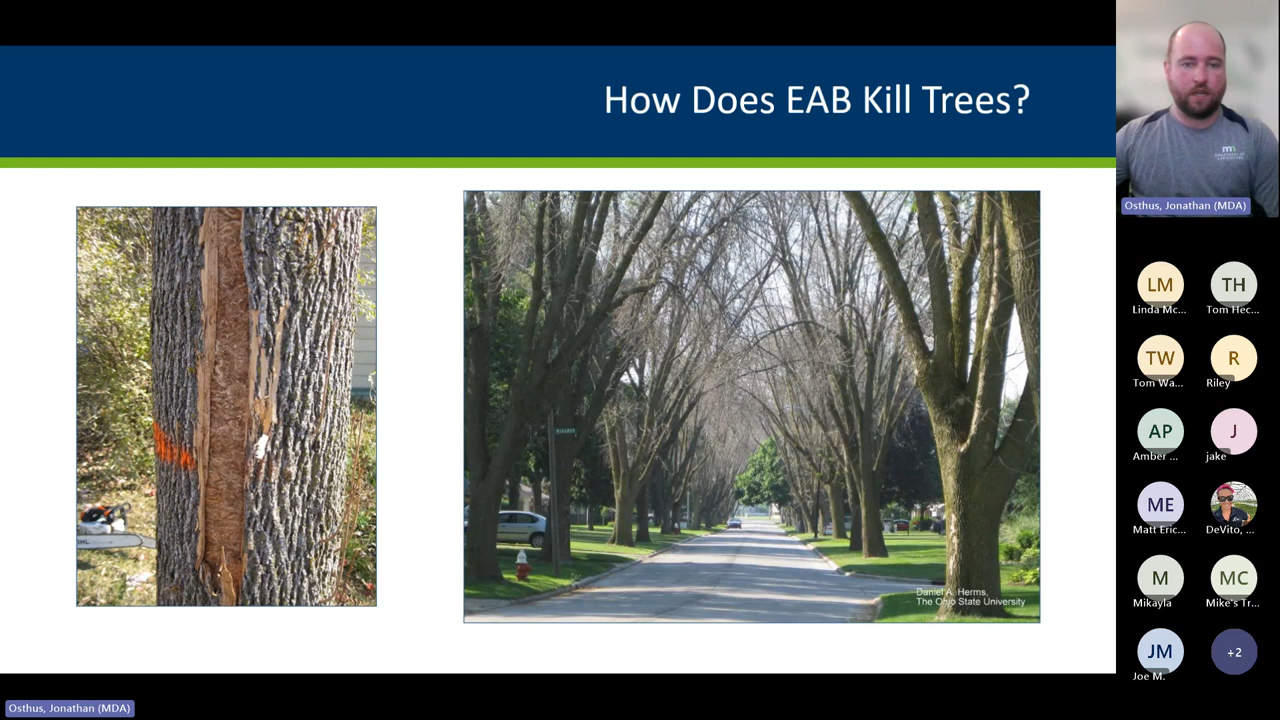 How Does EAB Kill Trees?
Daniel A. Herms,
The Ohio State University
Osthus, Jonathan (MDA)
LM
Linda Mc...
TH
Tom Hec...
TW
Tom Wa...
R
Riley
AP
Amber ...
J
jake
ME
Matt Eric...
DeVito, ...
M
Mikayla
MC
Mike's Tr...
JM
Joe M.
+2
Osthus, Jonathan (MDA)